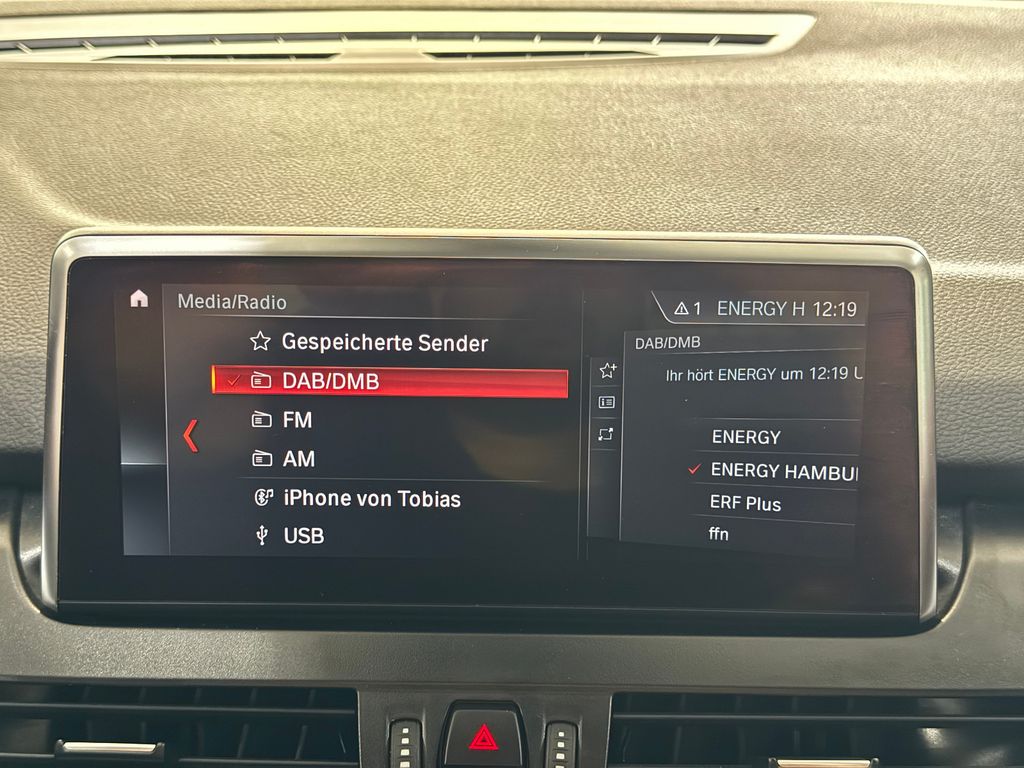 Media/Radio
1 ENERGY H 12:19
Gespeicherte Sender
DAB/DMB
FM
AM
iPhone von Tobias
USB
DAB/DMB
Ihr hört ENERGY um 12:19 U
ENERGY
ENERGY HAMBU
ERF Plus
ffn